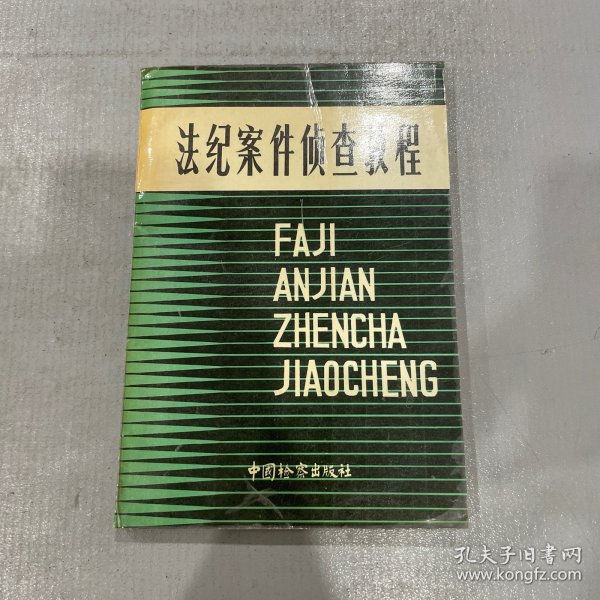 法纪案件侦查教程
FAJI
ANJIAN
ZHENCHA
JIAOCHENG
中国检察出版社
孔夫子旧书网
www.kongfz.com